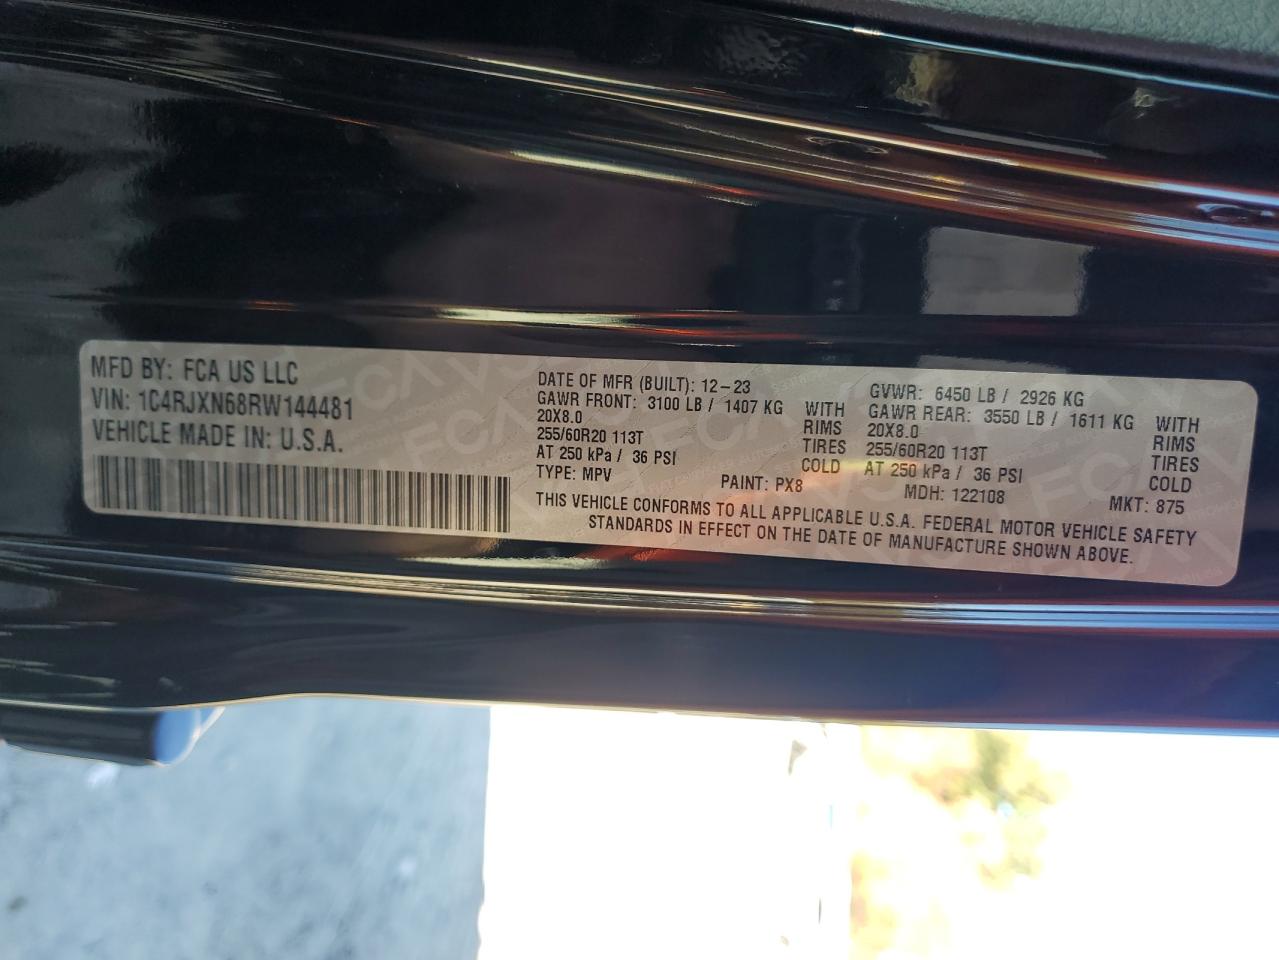 MFD BY: FCA US LLC
VIN: 1C4RJXN68RW144481
VEHICLE MADE IN: U.S.A.
DATE OF MFR (BUILT): 12-23
GAWR FRONT: 3100 LB / 1407 KG WITH
20X8.0 RIMS
255/60R20 113T TIRES
AT 250 kPa / 36 PSI COLD
TYPE: MPV
GVWR: 6450 LB / 2926 KG
GAWR REAR: 3550 LB / 1611 KG WITH
20X8.0 RIMS
255/60R20 113T TIRES
AT 250 kPa / 36 PSI COLD
PAINT: PX8 MDH: 122108 MKT: 875
THIS VEHICLE CONFORMS TO ALL APPLICABLE U.S.A. FEDERAL MOTOR VEHICLE SAFETY
STANDARDS IN EFFECT ON THE DATE OF MANUFACTURE SHOWN ABOVE.